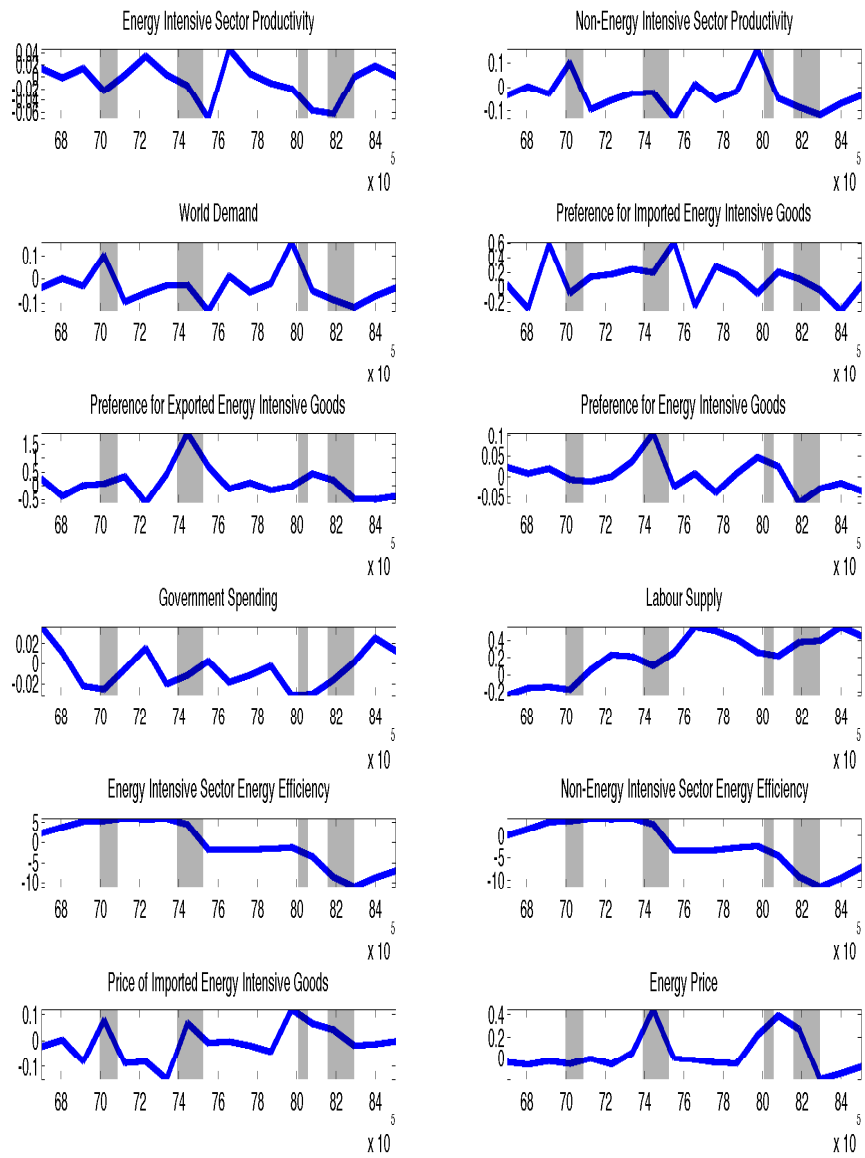 Energy Intensive Sector Productivity
0.04
0.02
0
-0.02
-0.04
-0.06
68 70 72 74 76 78 80 82 84
x 10
5
Non-Energy Intensive Sector Productivity
0.1
0
-0.1
68 70 72 74 76 78 80 82 84
x 10
5
World Demand
0.1
0
-0.1
68 70 72 74 76 78 80 82 84
x 10
5
Preference for Imported Energy Intensive Goods
0.6
0.4
0.2
0
-0.2
68 70 72 74 76 78 80 82 84
x 10
5
Preference for Exported Energy Intensive Goods
1.5
1
0.5
0
-0.5
68 70 72 74 76 78 80 82 84
x 10
5
Preference for Energy Intensive Goods
0.1
0.05
0
-0.05
68 70 72 74 76 78 80 82 84
x 10
5
Government Spending
0.02
0
-0.02
68 70 72 74 76 78 80 82 84
x 10
5
Labour Supply
0.4
0.2
0
-0.2
68 70 72 74 76 78 80 82 84
x 10
5
Energy Intensive Sector Energy Efficiency
5
0
-5
-10
68 70 72 74 76 78 80 82 84
x 10
5
Non-Energy Intensive Sector Energy Efficiency
0
-5
-10
68 70 72 74 76 78 80 82 84
x 10
5
Price of Imported Energy Intensive Goods
0.1
0
-0.1
68 70 72 74 76 78 80 82 84
x 10
5
Energy Price
0.4
0.2
0
68 70 72 74 76 78 80 82 84
x 10
5